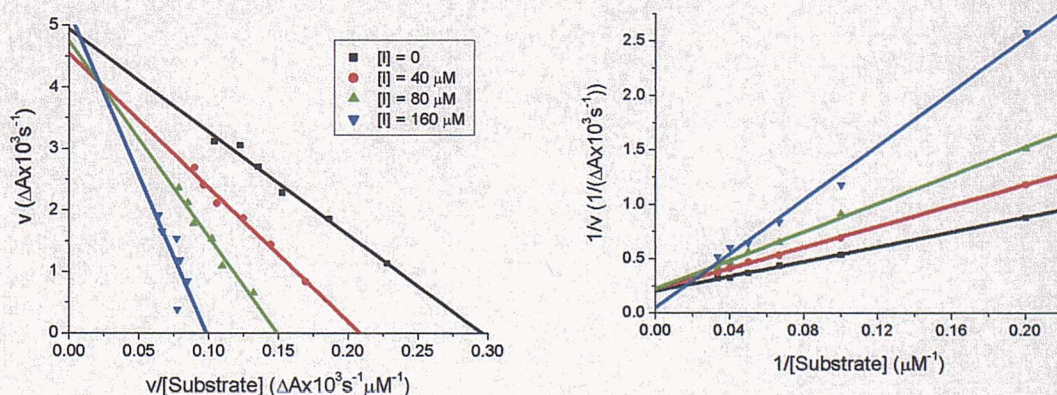 5
4
3
2
1
0
v (ΔAx10³s⁻¹)
0.00 0.05 0.10 0.15 0.20 0.25 0.30
v/[Substrate] (ΔAx10³s⁻¹μM⁻¹)
[I] = 0
[I] = 40 μM
[I] = 80 μM
[I] = 160 μM
2.5
2.0
1.5
1.0
0.5
0.0
1/v (1/(ΔAx10³s⁻¹))
0.00 0.04 0.08 0.12 0.16 0.20
1/[Substrate] (μM⁻¹)